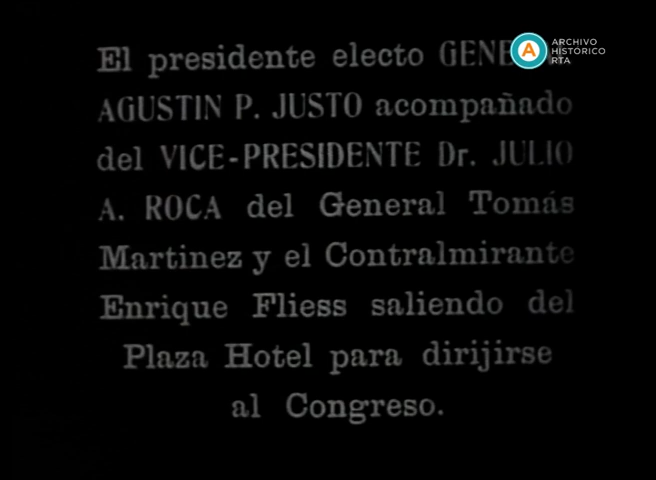 El presidente electo GENE
AGUSTIN P. JUSTO acompañado
del VICE-PRESIDENTE Dr. JULIO
A. ROCA del General Tomás
Martinez y el Contralmirante
Enrique Fliess saliendo del
Plaza Hotel para dirijirse
al Congreso.
A
ARCHIVO
HISTORICO
RTA